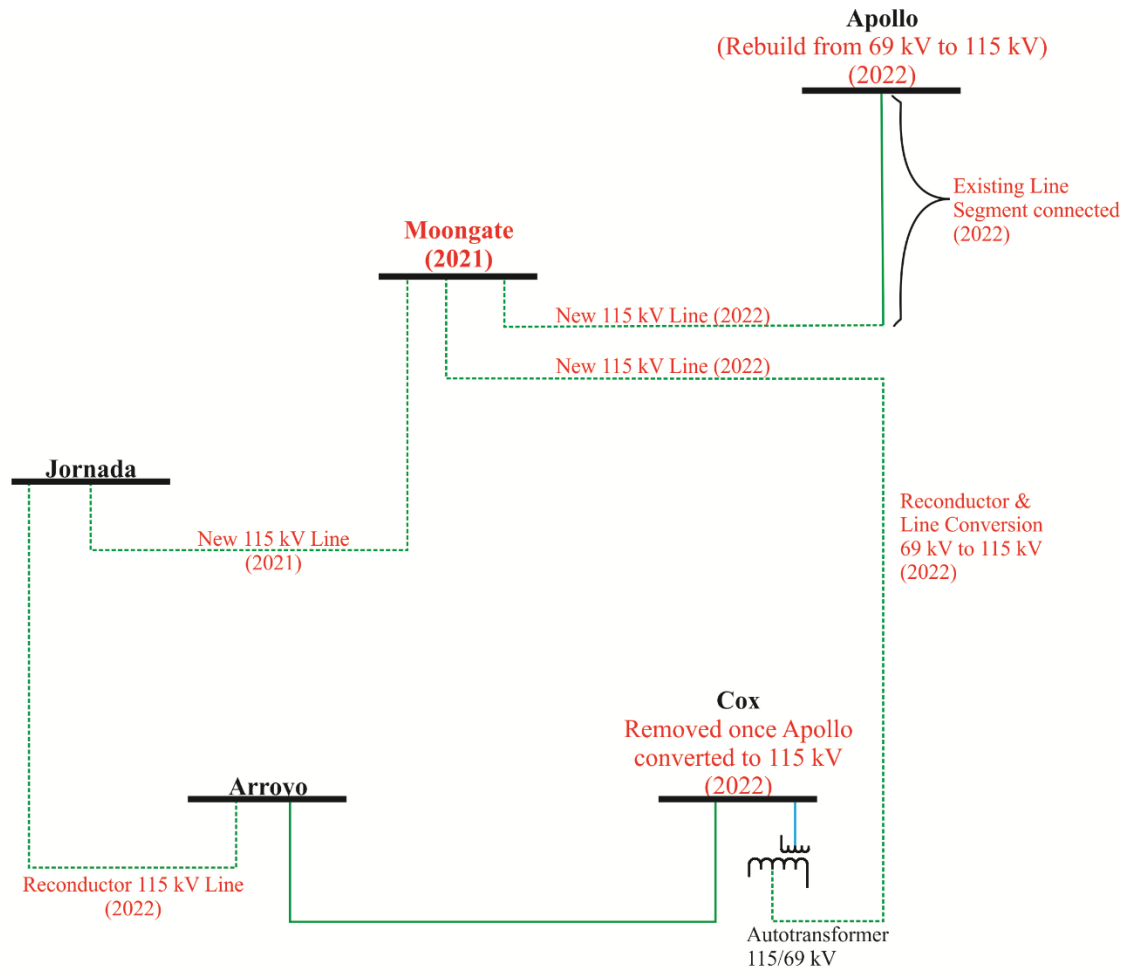 Apollo
(Rebuild from 69 kV to 115 kV)
(2022)
Existing Line
Segment connected
(2022)
Moongate
(2021)
New 115 kV Line (2022)
New 115 kV Line (2022)
Jornada
New 115 kV Line
(2021)
Reconductor &
Line Conversion
69 kV to 115 kV
(2022)
Cox
Removed once Apollo
converted to 115 kV
(2022)
Arroyo
Reconductor 115 kV Line
(2022)
Autotransformer
115/69 kV